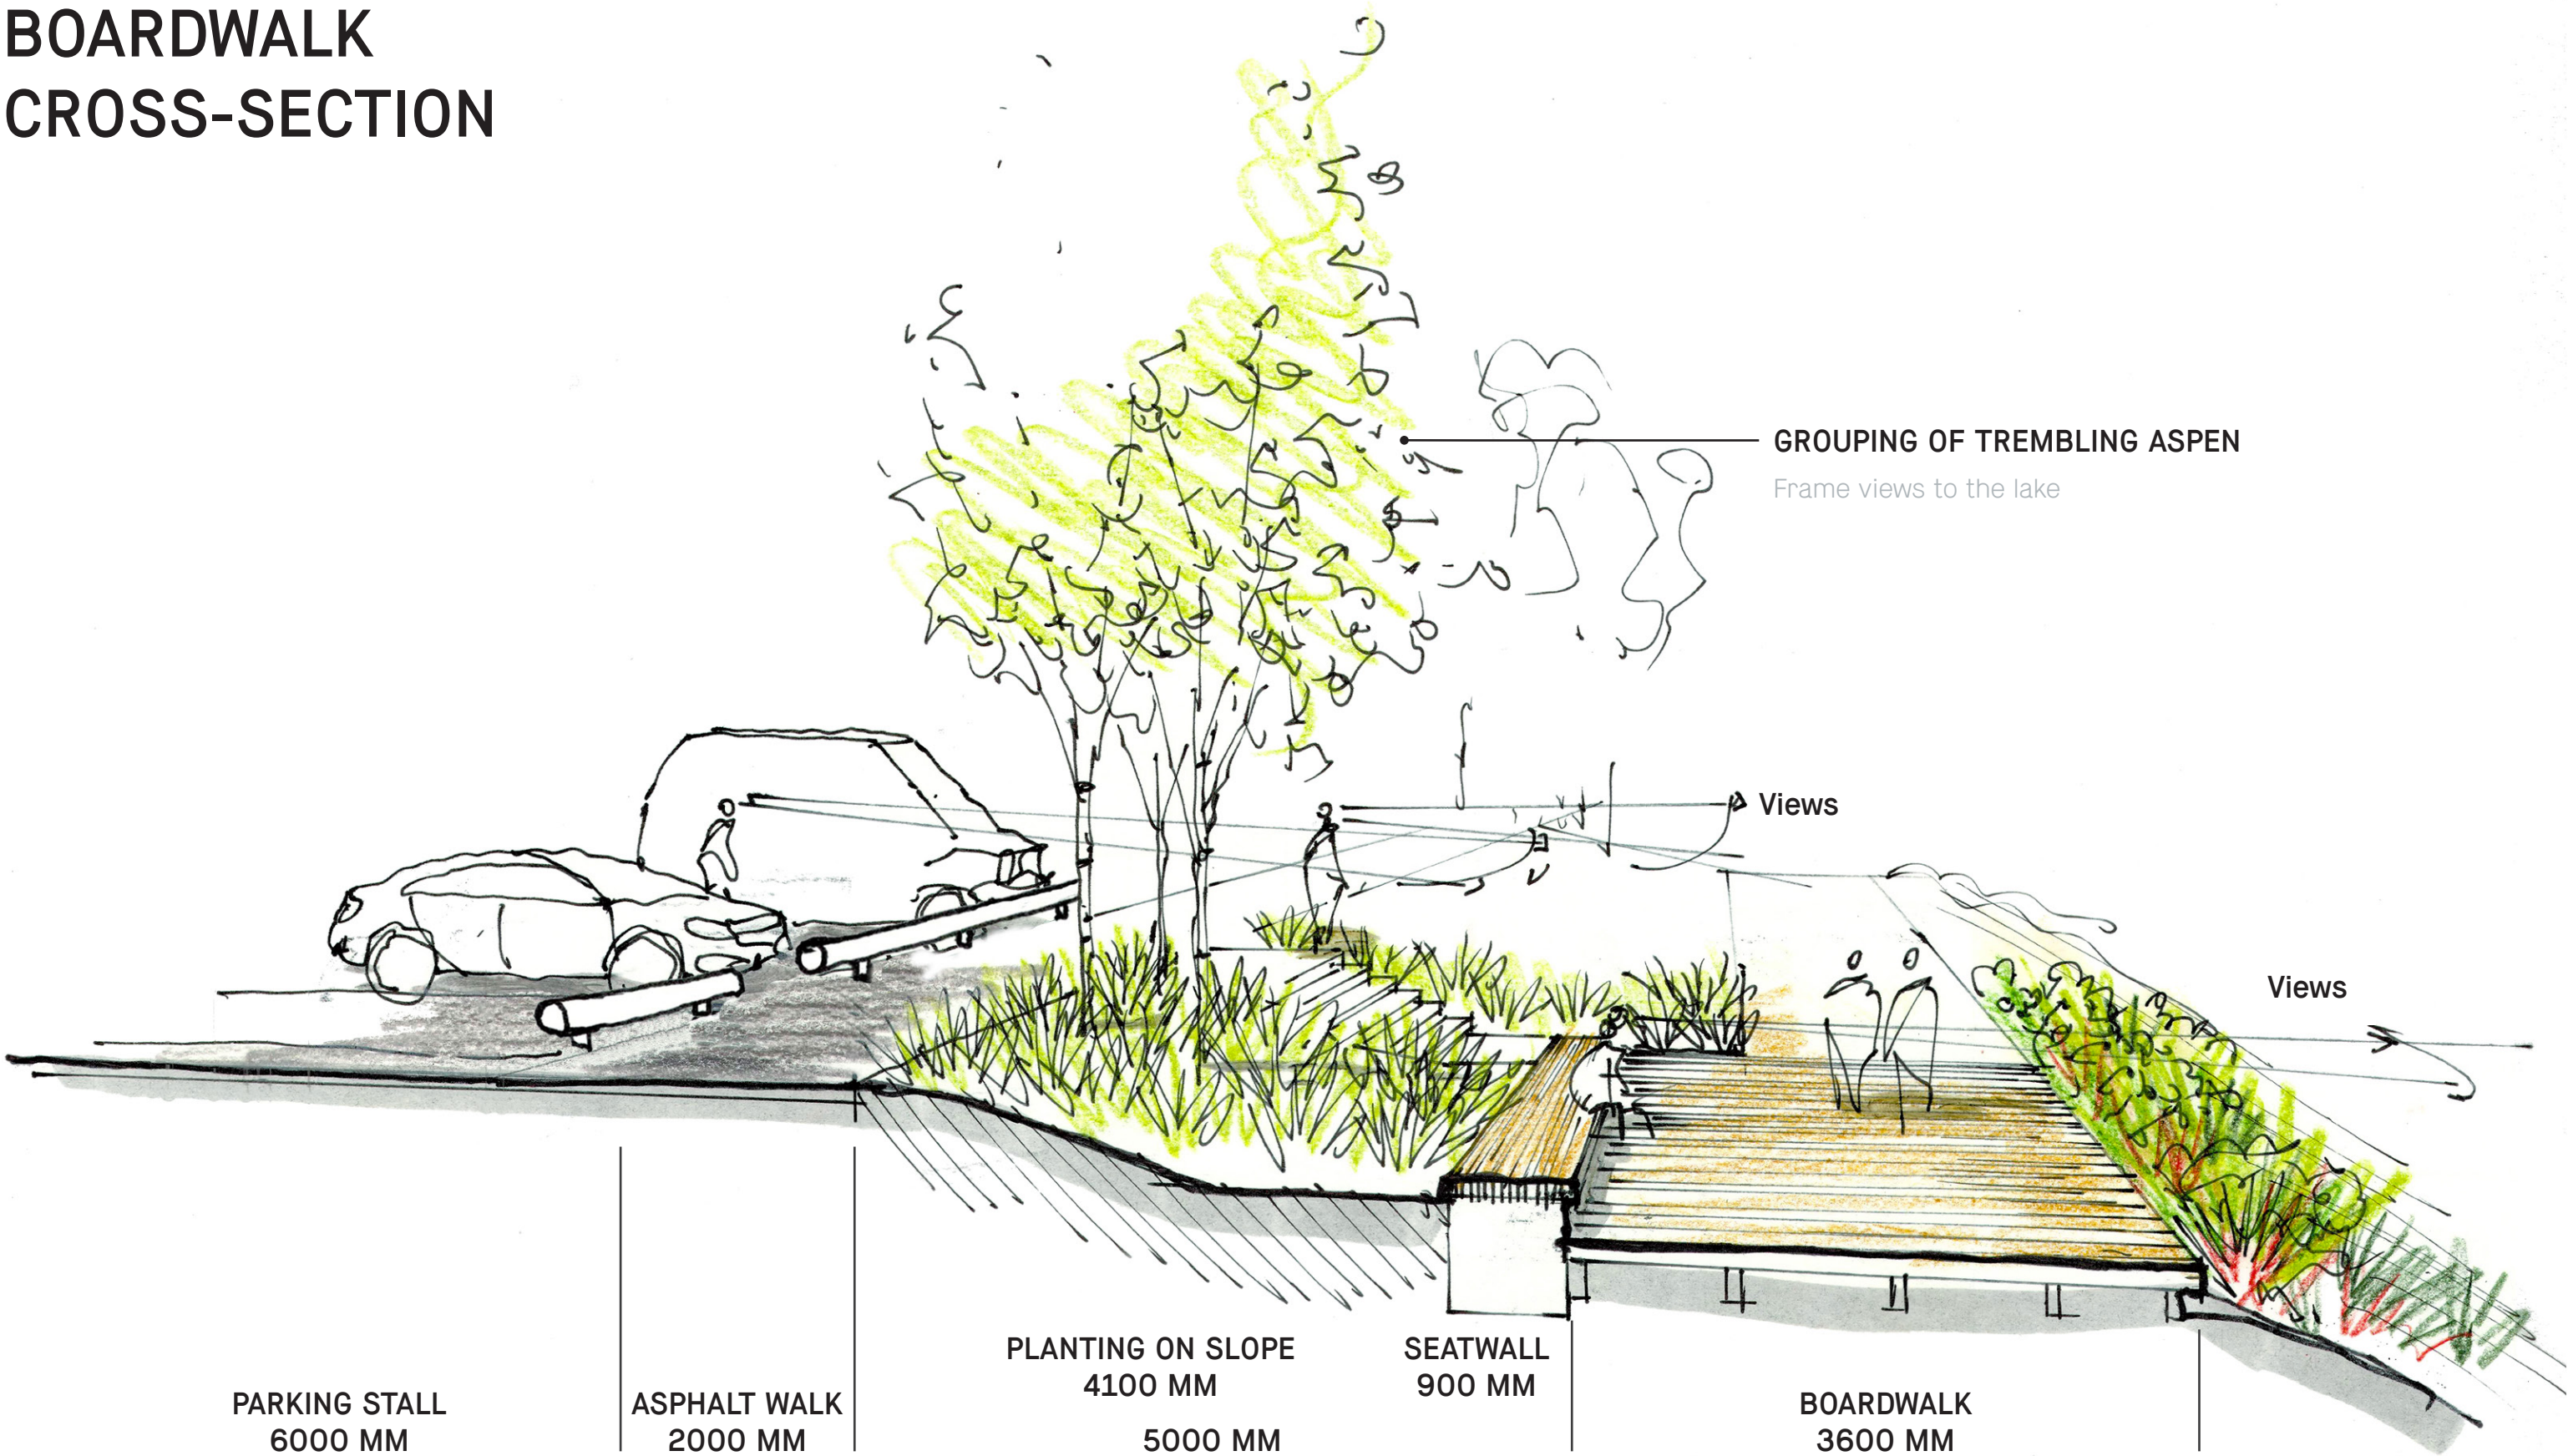 BOARDWALK
CROSS-SECTION
GROUPING OF TREMBLING ASPEN
Frame views to the lake
Views
Views
PLANTING ON SLOPE
4100 MM
SEATWALL
900 MM
PARKING STALL
6000 MM
ASPHALT WALK
2000 MM
5000 MM
BOARDWALK
3600 MM